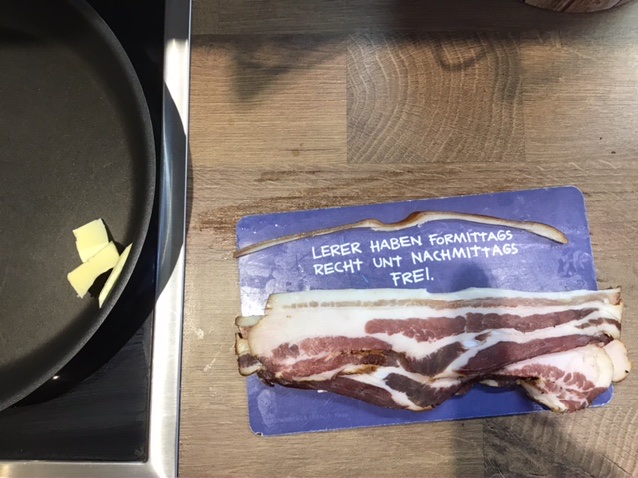 LERER HABEN FORMITTAGS
RECHT UNT NACHMITTAGS
FREI.